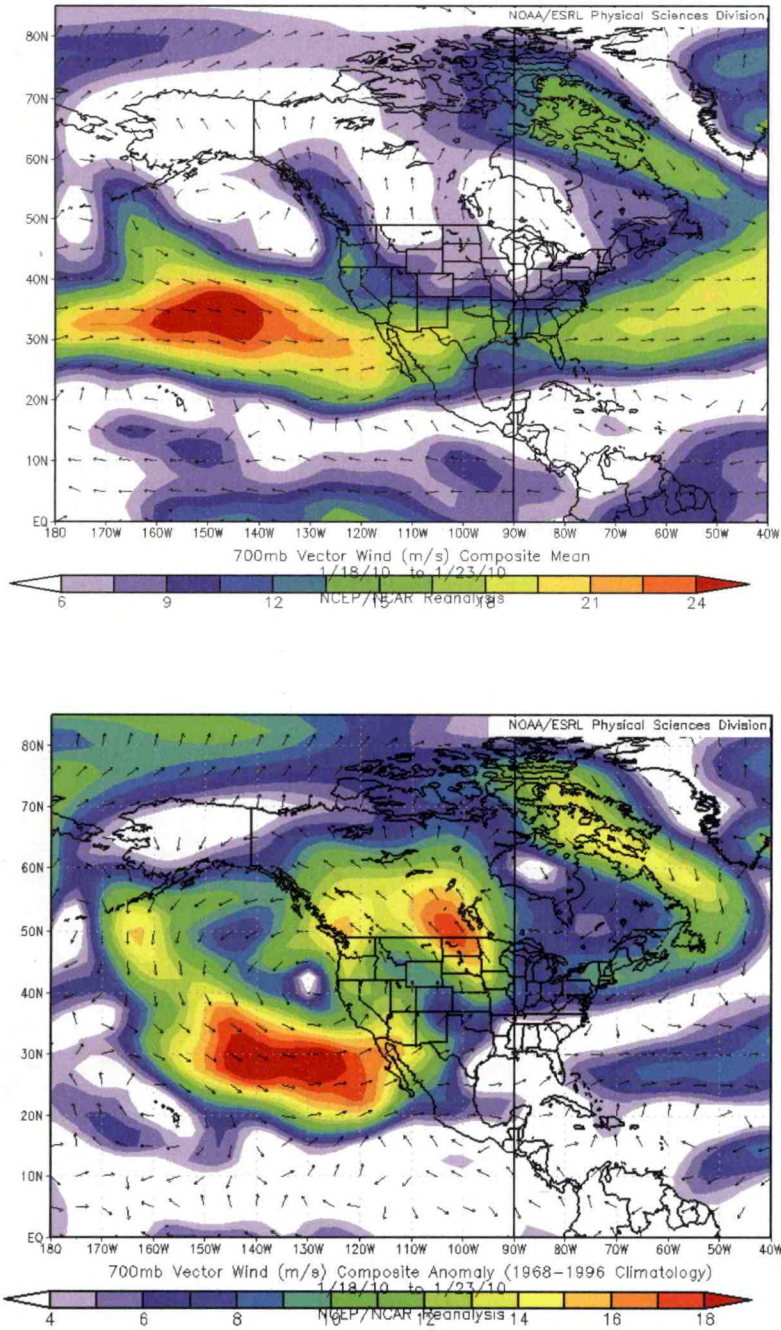 NOAA/ESRL Physical Sciences Division
80N
70N
60N
50N
40N
30N
20N
10N
EQ
180 170W 160W 150W 140W 130W 120W 110W 100W 90W 80W 70W 60W 50W 40W
700mb Vector Wind (m/s) Composite Mean
1/18/10 to 1/23/10
NCEP/NCAR Reanalysis
6 9 12 15 18 21 24
NOAA/ESRL Physical Sciences Division
80N
70N
60N
50N
40N
30N
20N
10N
EQ
180 170W 160W 150W 140W 130W 120W 110W 100W 90W 80W 70W 60W 50W 40W
700mb Vector Wind (m/s) Composite Anomaly (1968-1996 Climatology)
1/18/10 to 1/23/10
NCEP/NCAR Reanalysis
4 6 8 10 12 14 16 18